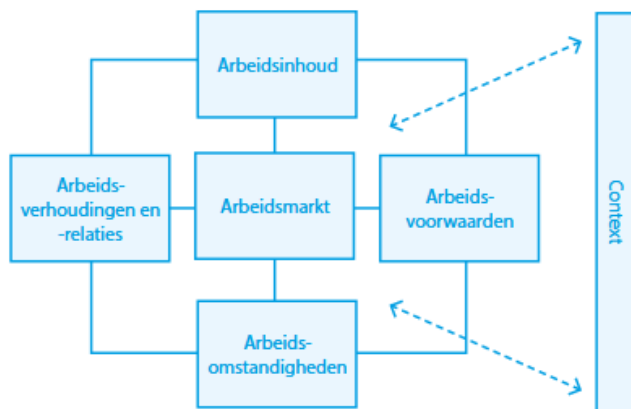 Arbeidsinhoud
Arbeids-
verhoudingen en
-relaties
Arbeidsmarkt
Arbeids-
voorwaarden
Arbeids-
omstandigheden
Context